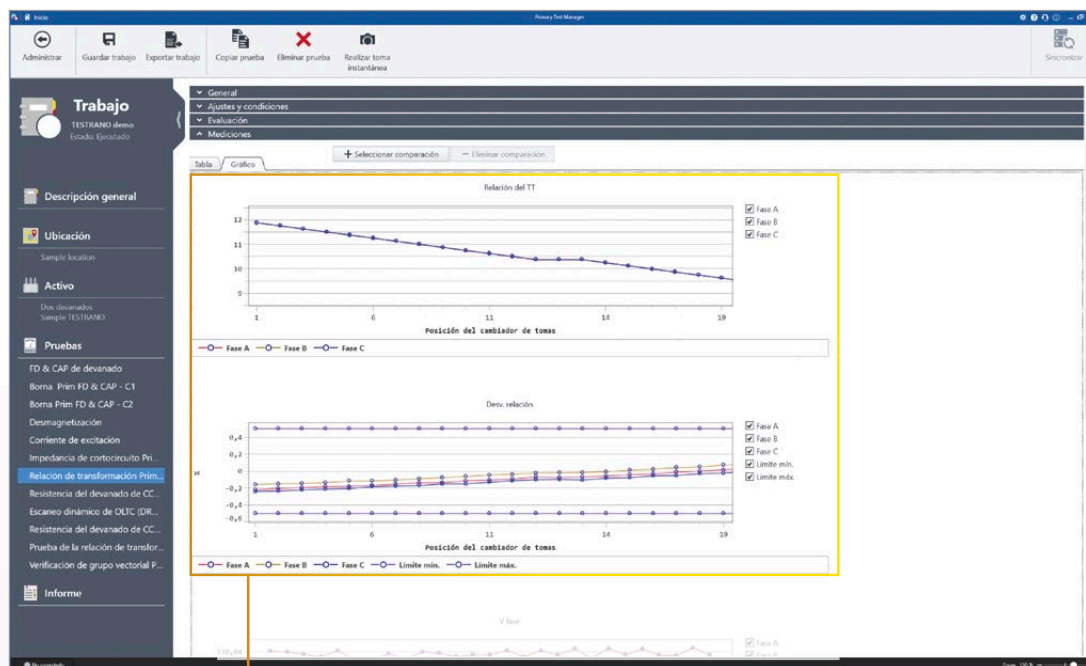 Inicio
Primary Test Manager
Administrar
Guardar trabajo
Exportar trabajo
Copiar prueba
Eliminar prueba
Realizar toma
instantánea
Sincronizar
Trabajo
TESTRANO demo
Estado: Ejecutado
Descripción general
Ubicación
Sample location
Activo
Dos devanados
Sample TESTRANO
Pruebas
FD & CAP de devanado
Borna Prim FD & CAP - C1
Borna Prim FD & CAP - C2
Desmagnetización
Corriente de excitación
Impedancia de cortocircuito Pri...
Relación de transformación Prim...
Resistencia del devanado de CC...
Escaneo dinámico de OLTC (DR...
Resistencia del devanado de CC...
Prueba de la relación de transfor...
Verificación de grupo vectorial P...
Informe
General
Ajustes y condiciones
Evaluación
Mediciones
Tabla
Gráfico
+ Seleccionar comparación
− Eliminar comparación
Relación del TT
12
11
10
9
1 6 11 14 19
Posición del cambiador de tomas
Fase A
Fase B
Fase C
Fase A Fase B Fase C
Desv. relación
0,4
0,2
0
-0,2
-0,4
-0,6
1 6 11 14 19
Posición del cambiador de tomas
Fase A
Fase B
Fase C
Límite mín.
Límite máx.
Fase A Fase B Fase C Límite mín. Límite máx.
V fase
Fase A
Fase B